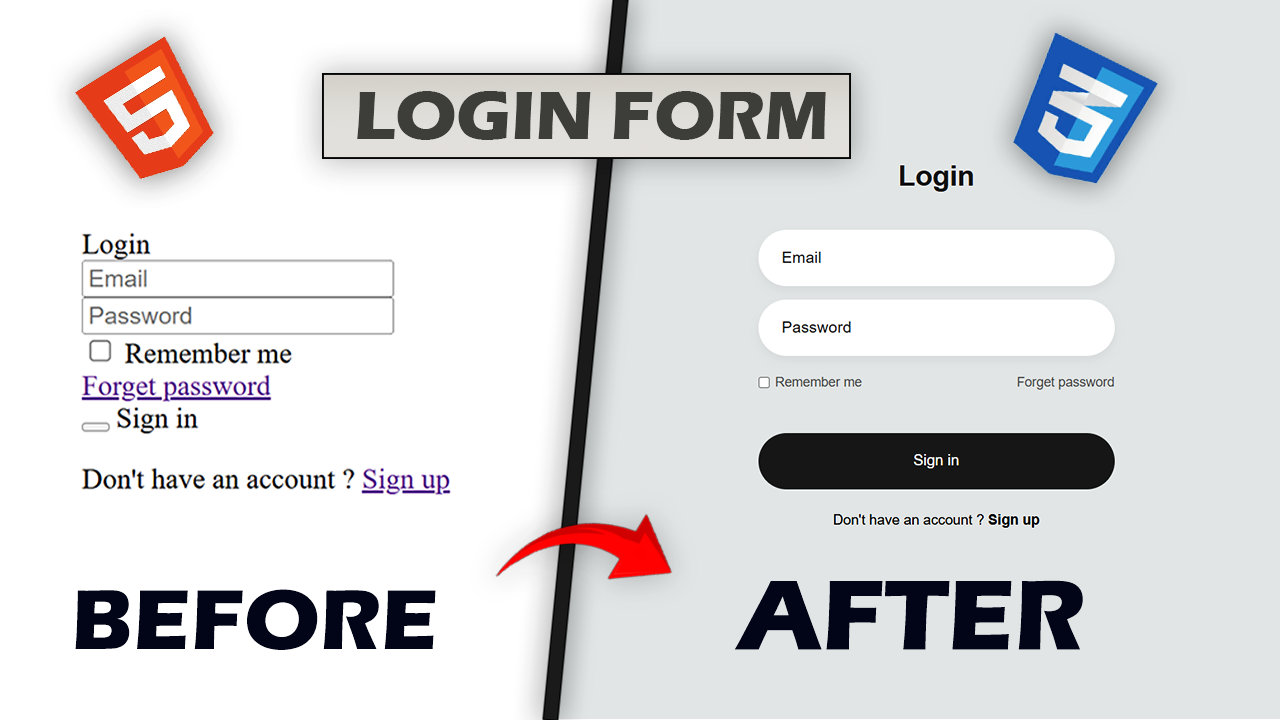 LOGIN FORM
Login
Email
Password
Remember me
Forget password
Sign in
Don't have an account ? Sign up
BEFORE
Login
Email
Password
Remember me Forget password
Sign in
Don't have an account ? Sign up
AFTER